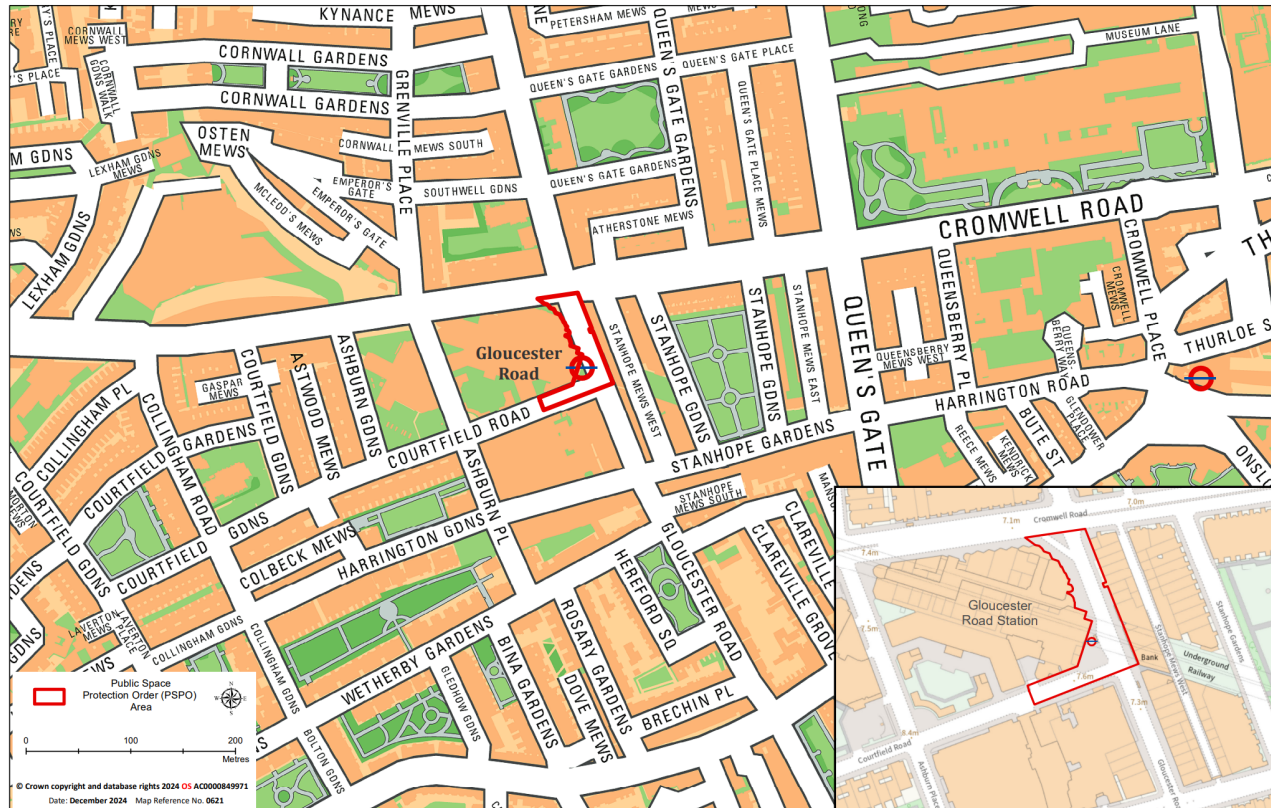 KYNANCE MEWS
PETERSHAM MEWS
MUSEUM LANE
CORNWALL
MEWS WEST
CORNWALL
GDNS WALK
'S PLACE
CORNWALL GARDENS
CORNWALL GARDENS
GRENVILLE PLACE
QUEEN'S GATE GARDENS
QUEEN'S GATE PLACE
QUEEN'S GATE GARDENS
QUEEN'S GATE PLACE MEWS
QUEEN'S GATE GARDENS
OSTEN
MEWS
M GDNS
LEXHAM GDNS
MEWS
CORNWALL MEWS SOUTH
EMPEROR'S
GATE
SOUTHWELL GDNS
MCLEOD'S MEWS
EMPEROR'S GATE
ATHERSTONE MEWS
LEXHAM GDNS
CROMWELL ROAD
CROMWELL PLACE
CROMWELL
MEWS
THURLOE S
QUEENSBERRY PL
QUEENSBERRY
MEWS WEST
QUEENS-
BERRY WAY
QUEEN'S GATE
STANHOPE MEWS EAST
STANHOPE GDNS
STANHOPE GDNS
STANHOPE MEWS WEST
Gloucester
Road
ASHBURN GDNS
ASTWOOD MEWS
COURTFIELD GDNS
GASPAR
MEWS
COLLINGHAM PL
COLLINGHAM ROAD
COURTFIELD GARDENS
COURTFIELD ROAD
HARRINGTON ROAD
GLENDOWER
PLACE
BUTE ST
REECE MEWS
KENDRICK
MEWS
ONSL
STANHOPE GARDENS
STANHOPE
MEWS SOUTH
ASHBURN PL
HARRINGTON GDNS
COLBECK MEWS
COURTFIELD GDNS
COURTFIELD GDNS
LAVERTON
MEWS
LAVERTON
PLACE
COLLINGHAM GDNS
COLLINGHAM GDNS
WETHERBY GARDENS
HEREFORD SQ
GLOUCESTER ROAD
CLAREVILLE
CLAREVILLE GROVE
ROSARY GARDENS
BINA GARDENS
DOVE MEWS
GLEDHOW GDNS
BRECHIN PL
BOLTON GDNS
Public Space
Protection Order (PSPO)
Area
N
W
E
S
0 100 200
Metres
© Crown copyright and database rights 2024 OS AC0000849971
Date: December 2024 Map Reference No. 0621
7.0m
7.1m
Cromwell Road
7.4m
Gloucester
Road Station
7.5m
Stanhope Gardens
Stanhope Mews West
Bank
Underground
Railway
7.6m
7.3m
8.4m
Courtfield Road
Ashburn Place
Gloucester Ro